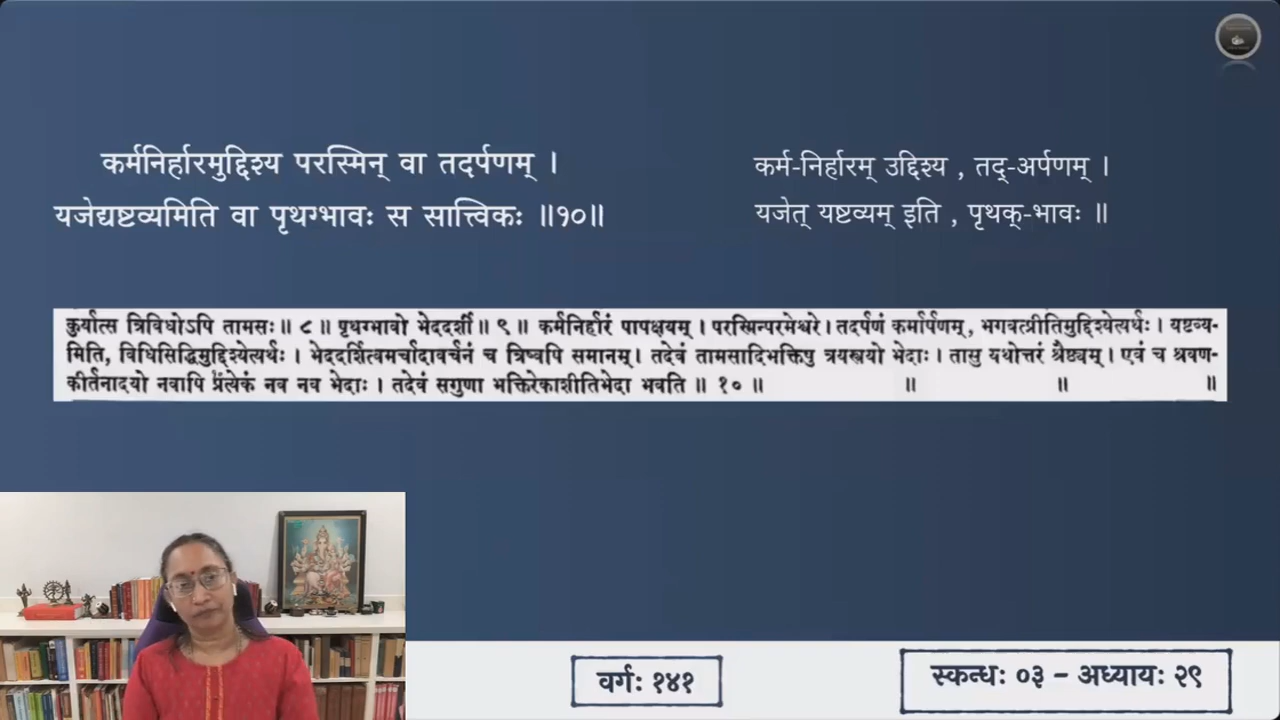 कर्मनिर्हारमुद्दिश्य परस्मिन् वा तदर्पणम् ।
यजेद्यष्टव्यमिति वा पृथग्भावः स सात्त्विकः ॥१०॥
कर्म-निर्हारम् उद्दिश्य , तद्-अर्पणम् ।
यजेत् यष्टव्यम् इति , पृथक्-भावः ॥
कुर्यात्स त्रिविधोऽपि तामसः॥ ८ ॥ पृथग्भावो भेददर्शी॥ ९ ॥ कर्मनिर्हारं पापक्षयम् । परस्मिन्परमेश्वरे । तदर्पणं कर्मार्पणम्, भगवत्प्रीतिमुद्दिश्येत्यर्थः । यष्टव्य-
मिति, विधिसिद्धिमुद्दिश्येत्यर्थः । भेददर्शित्वमर्चादावर्चनं च त्रिष्वपि समानम् । तदेवं तामसादिभक्तिषु त्रयस्त्रयो भेदाः । तासु यथोत्तरं श्रैष्ठ्यम् । एवं च श्रवण-
कीर्तनादयो नवापि प्रत्येकं नव नव भेदाः । तदेवं सगुणा भक्तिरेकाशीतिभेदा भवति ॥ १० ॥ ॥ ॥ ॥
वर्गः १४१
स्कन्धः ०३ – अध्यायः २९